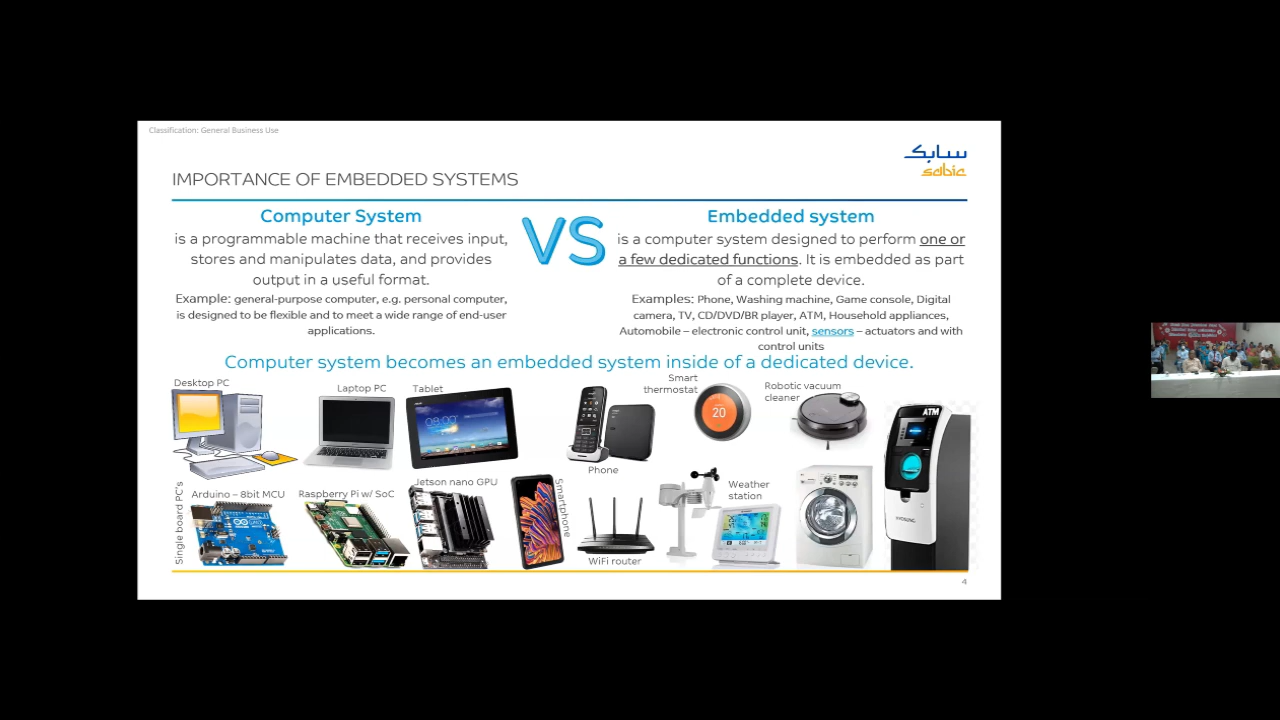 Classification: General Business Use
سابك
sabic
IMPORTANCE OF EMBEDDED SYSTEMS
Computer System
is a programmable machine that receives input,
stores and manipulates data, and provides
output in a useful format.
Example: general-purpose computer, e.g. personal computer,
is designed to be flexible and to meet a wide range of end-user
applications.
VS
Embedded system
is a computer system designed to perform one or
a few dedicated functions. It is embedded as part
of a complete device.
Examples: Phone, Washing machine, Game console, Digital
camera, TV, CD/DVD/BR player, ATM, Household appliances,
Automobile – electronic control unit, sensors – actuators and with
control units
Computer system becomes an embedded system inside of a dedicated device.
Desktop PC
Laptop PC
Tablet
08:00
Phone
Smart
thermostat
20
Robotic vacuum
cleaner
ATM
Single board PC's
Arduino – 8bit MCU
Raspberry Pi w/ SoC
Jetson nano GPU
Smartphone
WiFi router
Weather
station
4